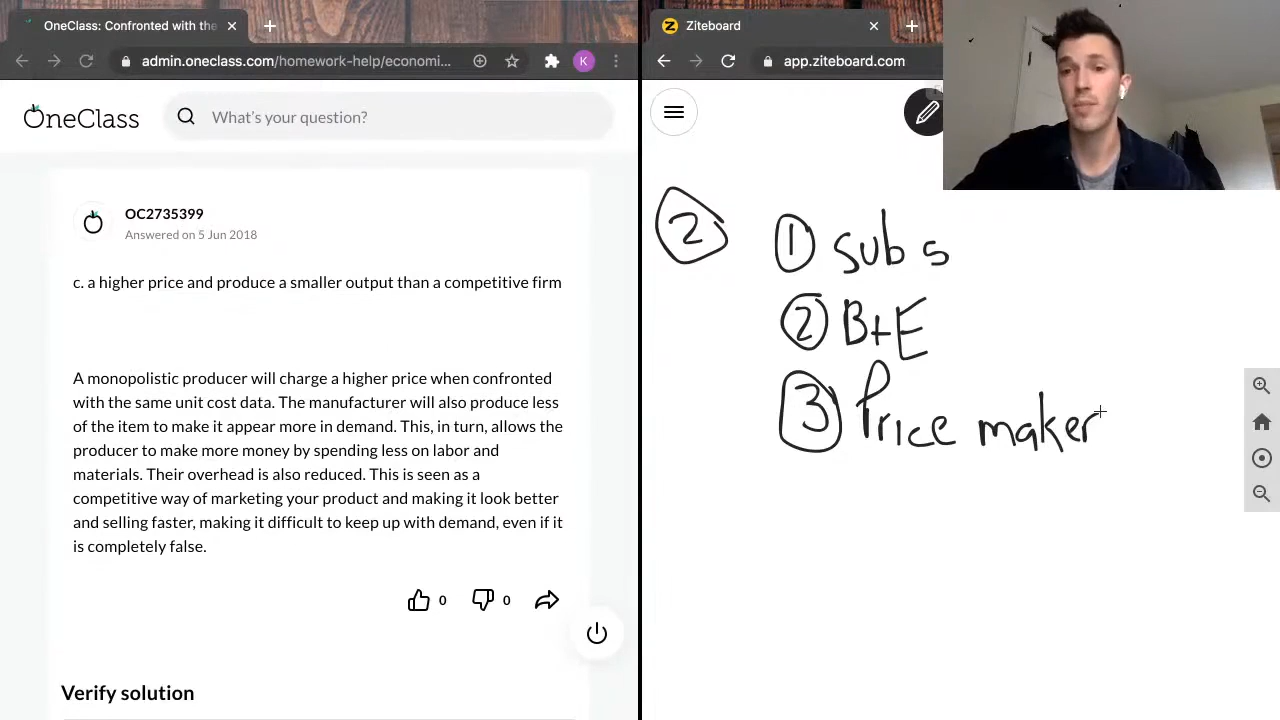 OneClass: Confronted with the
Ziteboard
admin.oneclass.com/homework-help/economi...
app.ziteboard.com
OneClass
What's your question?
OC2735399
Answered on 5 Jun 2018
c. a higher price and produce a smaller output than a competitive firm
A monopolistic producer will charge a higher price when confronted
with the same unit cost data. The manufacturer will also produce less
of the item to make it appear more in demand. This, in turn, allows the
producer to make more money by spending less on labor and
materials. Their overhead is also reduced. This is seen as a
competitive way of marketing your product and making it look better
and selling faster, making it difficult to keep up with demand, even if it
is completely false.
0 0
Verify solution
K
2
1 subs
2 B+E
3 Price maker